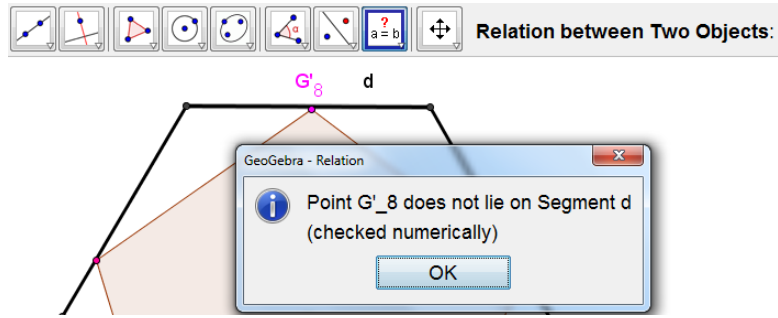 ?
a = b
α
Relation between Two Objects:
G'8
d
GeoGebra - Relation
Point G'_8 does not lie on Segment d
(checked numerically)
OK